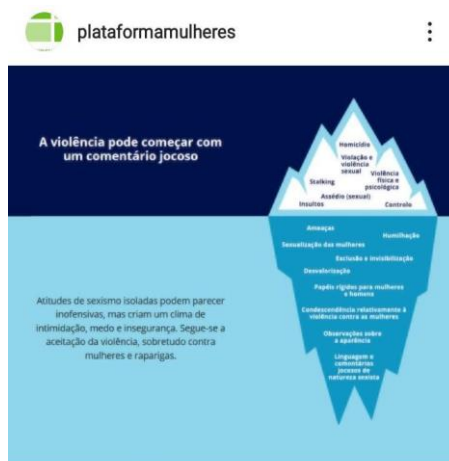 plataformamulheres
A violência pode começar com
um comentário jocoso
Homicídio
Violação e
violência
sexual
Violência
física e
psicológica
Stalking
Assédio (sexual)
Insultos
Controlo
Ameaças
Humilhação
Sexualização das mulheres
Exclusão e invisibilização
Desvalorização
Papéis rígidos para mulheres
e homens
Condescendência relativamente à
violência contra as mulheres
Observações sobre
a aparência
Linguagem e
comentários
jocosos de
natureza sexista
Atitudes de sexismo isoladas podem parecer
inofensivas, mas criam um clima de
intimidação, medo e insegurança. Segue-se a
aceitação da violência, sobretudo contra
mulheres e raparigas.